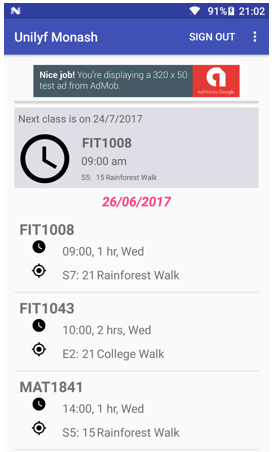 91% 21:02
Unilyf Monash SIGN OUT
Nice job! You're displaying a 320 x 50
test ad from AdMob.
AdMob by Google
Next class is on 24/7/2017
FIT1008
09:00 am
S5: 15 Rainforest Walk
26/06/2017
FIT1008
09:00, 1 hr, Wed
S7: 21 Rainforest Walk
FIT1043
10:00, 2 hrs, Wed
E2: 21 College Walk
MAT1841
14:00, 1 hr, Wed
S5: 15 Rainforest Walk